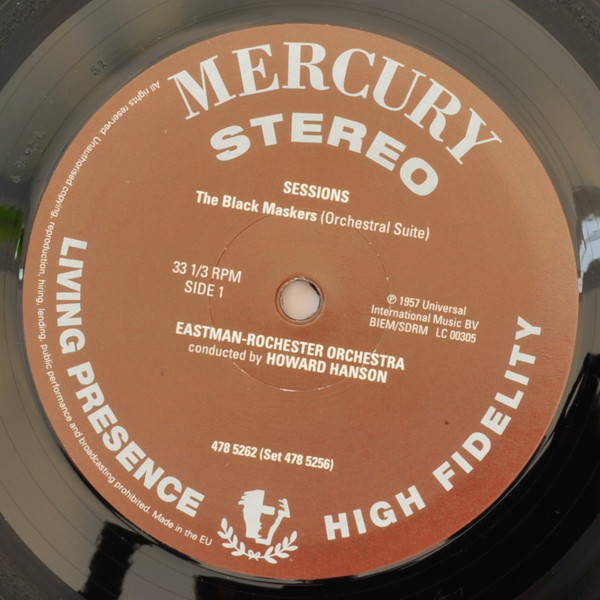 MERCURY
STEREO
SESSIONS
The Black Maskers (Orchestral Suite)
33 1/3 RPM
SIDE 1
℗ 1957 Universal
International Music BV
BIEM/SDRM LC 00305
EASTMAN-ROCHESTER ORCHESTRA
conducted by HOWARD HANSON
478 5262 (Set 478 5256)
LIVING PRESENCE
HIGH FIDELITY
All rights reserved. Unauthorised copying, reproduction, hiring, lending, public performance and broadcasting prohibited. Made in the EU